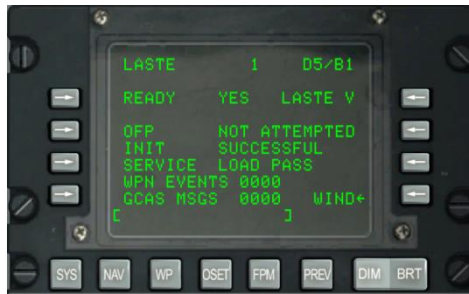 LASTE 1 D5/B1
READY YES LASTE V
OFP NOT ATTEMPTED
INIT SUCCESSFUL
SERVICE LOAD PASS
WPN EVENTS 0000
GCAS MSGS 0000 WIND←
[ ]
SYS NAV WP OSET FPM PREV DIM BRT